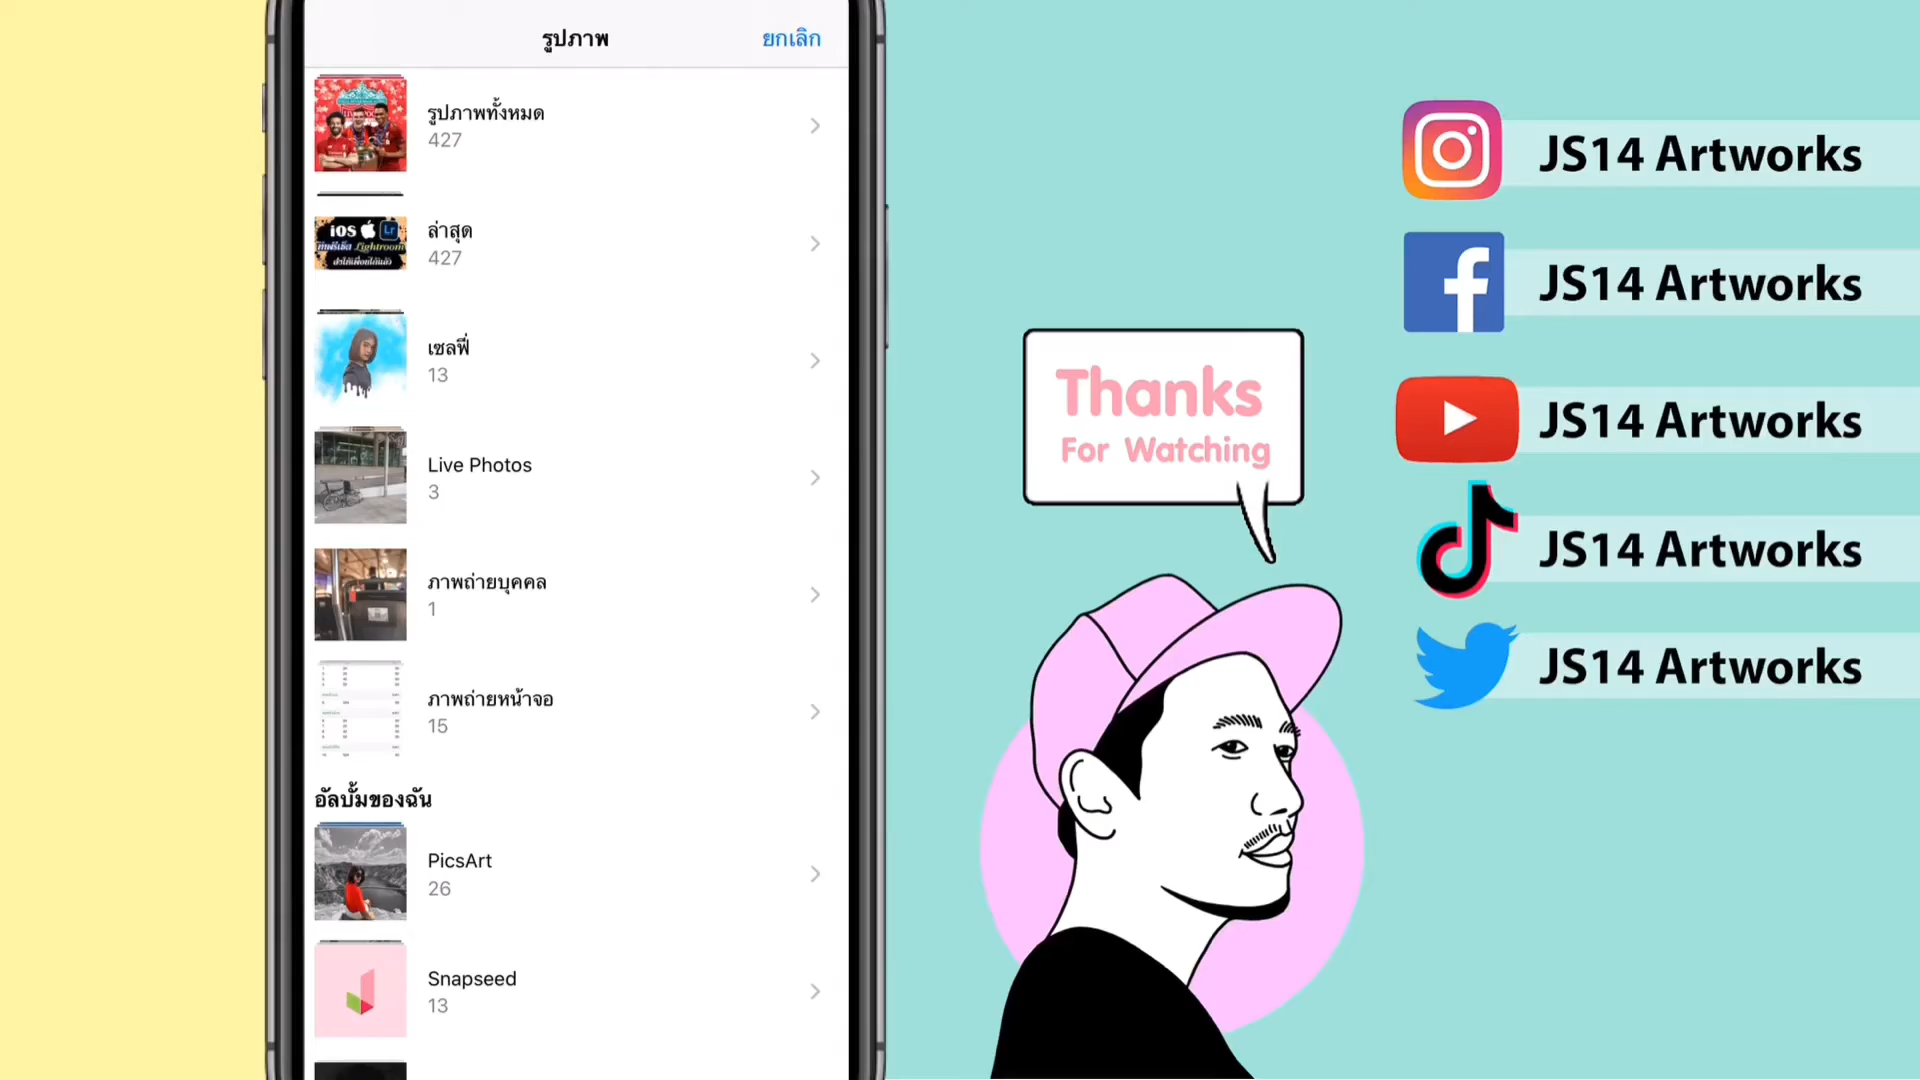 รูปภาพ
ยกเลิก
รูปภาพทั้งหมด
427
iOS Lr
Lightroom
ล่าสุด
427
เซลฟี่
13
Live Photos
3
ภาพถ่ายบุคคล
1
ภาพถ่ายหน้าจอ
15
อัลบั้มของฉัน
PicsArt
26
Snapseed
13
Thanks
For Watching
JS14 Artworks
JS14 Artworks
JS14 Artworks
JS14 Artworks
JS14 Artworks